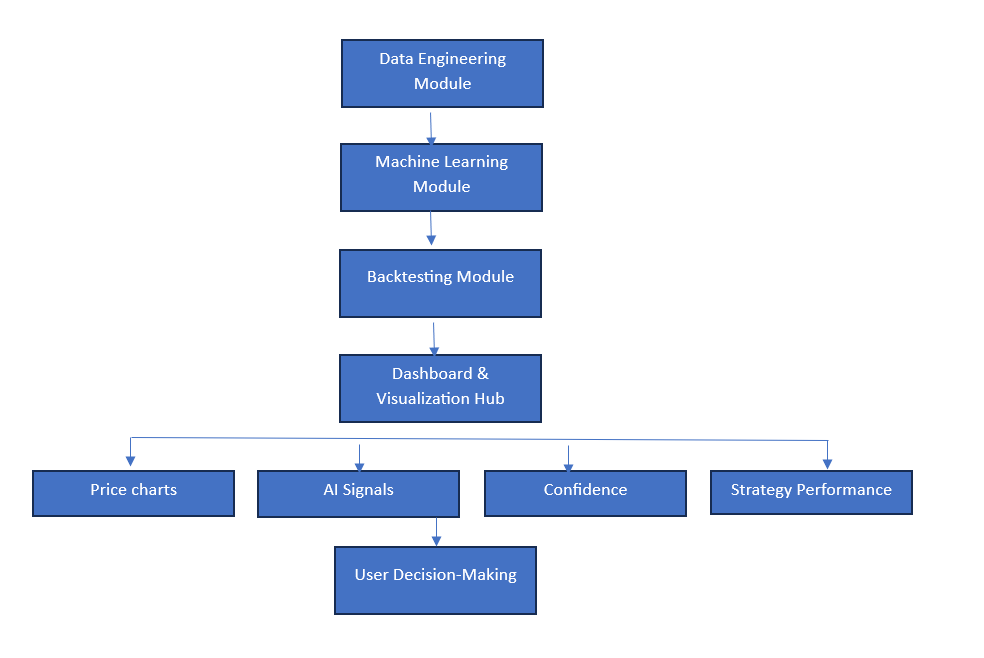 Data Engineering
Module
Machine Learning
Module
Backtesting Module
Dashboard &
Visualization Hub
Price charts
AI Signals
Confidence
Strategy Performance
User Decision-Making